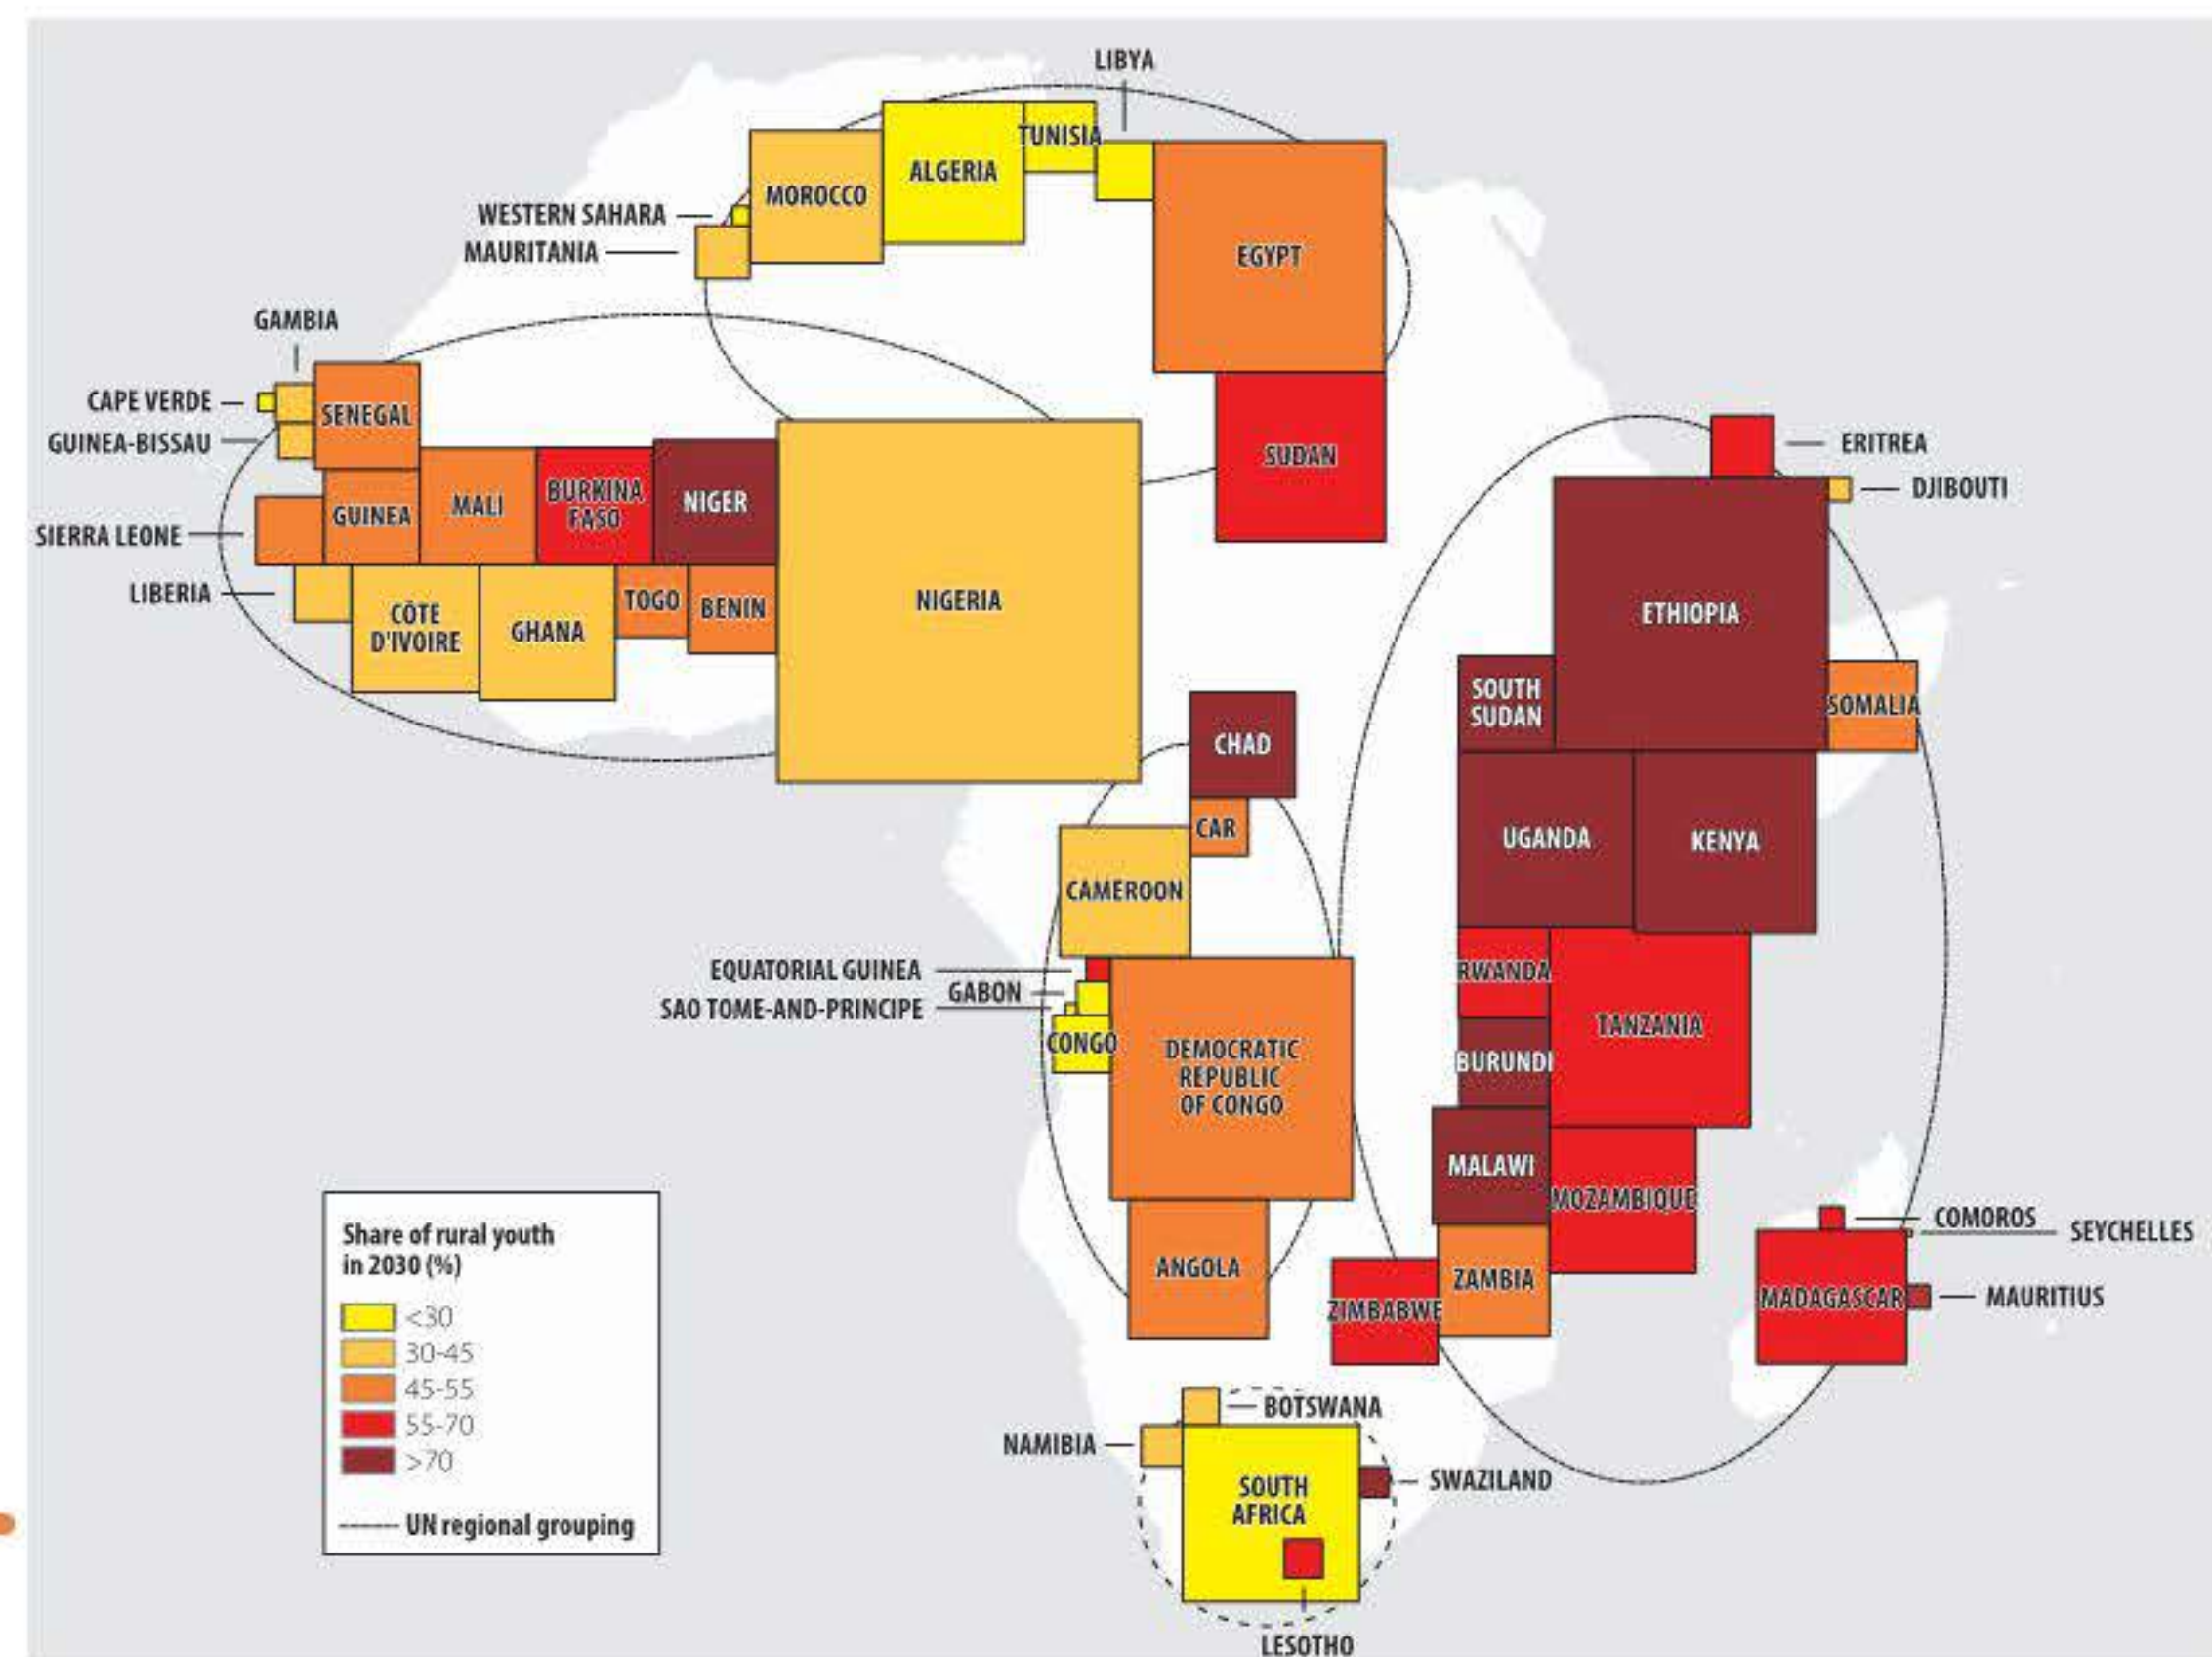 LIBYA
TUNISIA
ALGERIA
MOROCCO
WESTERN SAHARA
MAURITANIA
EGYPT
GAMBIA
CAPE VERDE
SENEGAL
GUINEA-BISSAU
SUDAN
ERITREA
DJIBOUTI
SIERRA LEONE
GUINEA
MALI
BURKINA
FASO
NIGER
LIBERIA
CÔTE
D'IVOIRE
GHANA
TOGO
BENIN
NIGERIA
ETHIOPIA
SOUTH
SUDAN
SOMALIA
CHAD
CAR
UGANDA
KENYA
CAMEROON
EQUATORIAL GUINEA
GABON
SAO TOME-AND-PRINCIPE
CONGO
DEMOCRATIC
REPUBLIC
OF CONGO
RWANDA
TANZANIA
BURUNDI
MALAWI
MOZAMBIQUE
COMOROS
SEYCHELLES
ANGOLA
ZAMBIA
ZIMBABWE
MADAGASCAR
MAURITIUS
BOTSWANA
NAMIBIA
SOUTH
AFRICA
SWAZILAND
LESOTHO
Share of rural youth
in 2030 (%)
<30
30-45
45-55
55-70
>70
UN regional grouping